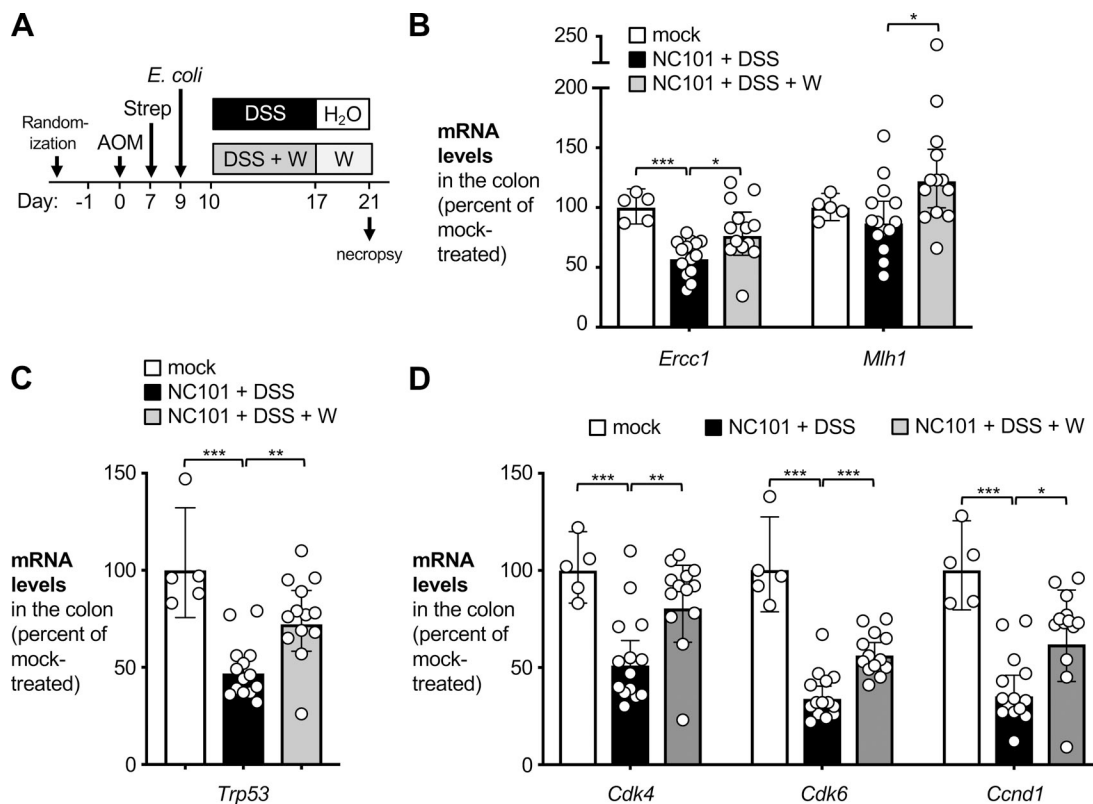 A
E. coli
Strep
Random-
ization
AOM
DSS
H₂O
DSS + W
W
Day:
-1 0 7 9 10 17 21
necropsy
B
mock
NC101 + DSS
NC101 + DSS + W
mRNA
levels
in the colon
(percent of
mock-
treated)
250
200
150
100
50
0
***
*
*
Ercc1
Mlh1
C
mock
NC101 + DSS
NC101 + DSS + W
mRNA
levels
in the colon
(percent of
mock-
treated)
150
100
50
0
***
**
Trp53
D
mock NC101 + DSS NC101 + DSS + W
mRNA
levels
in the colon
(percent of
mock-
treated)
150
100
50
0
*** **
*** ***
*** *
Cdk4
Cdk6
Ccnd1